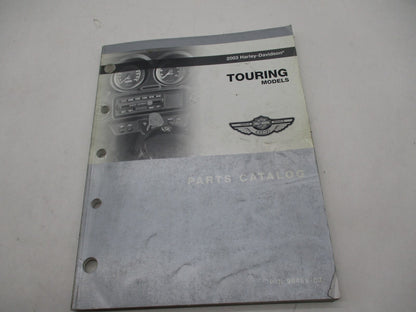 2003 Harley-Davidson®
TOURING
MODELS
PARTS CATALOG